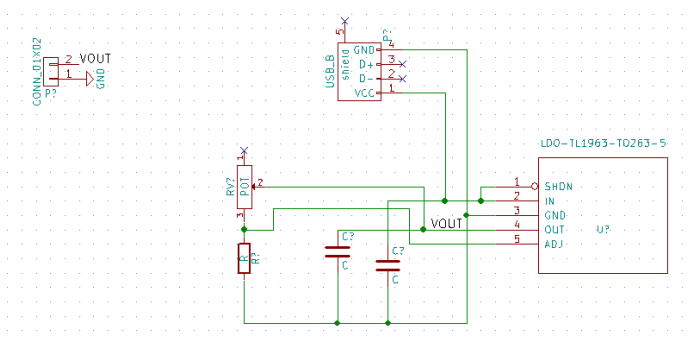 CONN_01X02
2
VOUT
1
GND
P?
5
P?
USB_B
shield
GND
4
D+
3
D-
2
VCC
1
LDO-TL1963-TO263-5
1
RV?
POT
2
3
1
SHDN
2
IN
3
GND
VOUT
4
OUT
U?
5
ADJ
R
R?
C?
C
C?
C